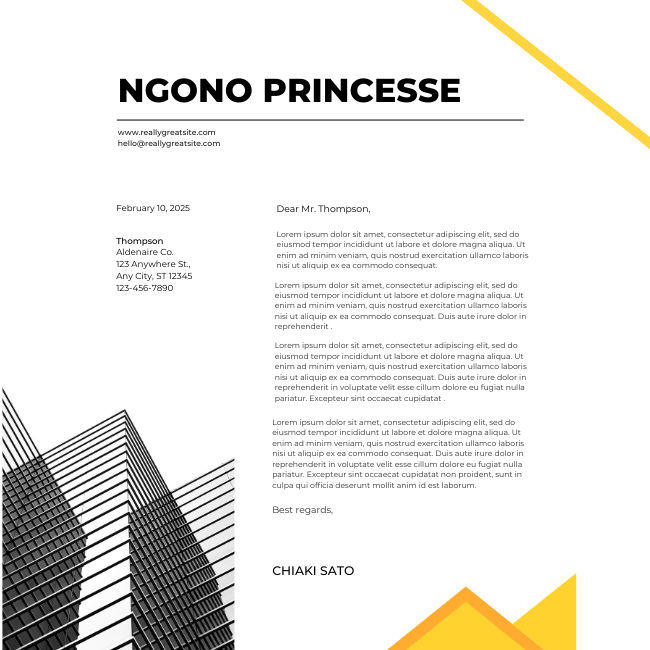 NGONO PRINCESSE
www.reallygreatsite.com
hello@reallygreatsite.com
February 10, 2025
Thompson
Aldenaire Co.
123 Anywhere St.,
Any City, ST 12345
123-456-7890
Dear Mr. Thompson,
Lorem ipsum dolor sit amet, consectetur adipiscing elit, sed do
eiusmod tempor incididunt ut labore et dolore magna aliqua. Ut
enim ad minim veniam, quis nostrud exercitation ullamco laboris
nisi ut aliquip ex ea commodo consequat.
Lorem ipsum dolor sit amet, consectetur adipiscing elit, sed do
eiusmod tempor incididunt ut labore et dolore magna aliqua. Ut
enim ad minim veniam, quis nostrud exercitation ullamco laboris
nisi ut aliquip ex ea commodo consequat. Duis aute irure dolor in
reprehenderit .
Lorem ipsum dolor sit amet, consectetur adipiscing elit, sed do
eiusmod tempor incididunt ut labore et dolore magna aliqua. Ut
enim ad minim veniam, quis nostrud exercitation ullamco laboris
nisi ut aliquip ex ea commodo consequat. Duis aute irure dolor in
reprehenderit in voluptate velit esse cillum dolore eu fugiat nulla
pariatur. Excepteur sint occaecat cupidatat .
Lorem ipsum dolor sit amet, consectetur adipiscing elit, sed do
eiusmod tempor incididunt ut labore et dolore magna aliqua. Ut
enim ad minim veniam, quis nostrud exercitation ullamco laboris
nisi ut aliquip ex ea commodo consequat. Duis aute irure dolor in
reprehenderit in voluptate velit esse cillum dolore eu fugiat nulla
pariatur. Excepteur sint occaecat cupidatat non proident, sunt in
culpa qui officia deserunt mollit anim id est laborum.
Best regards,
CHIAKI SATO